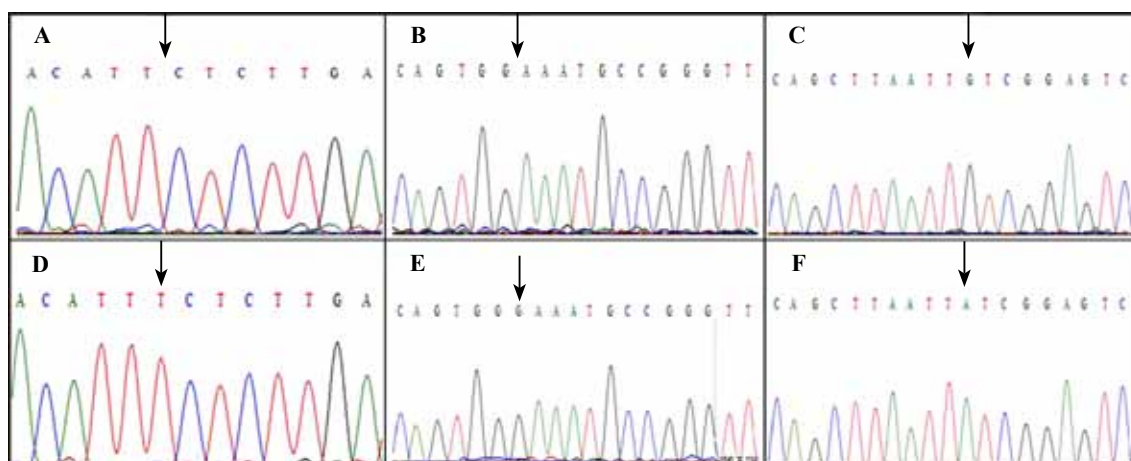 A
A C A T T C T C T T G A
B
C A G T G G A A A T G C C G G G T T
C
C A G C T T A A T T G T C G G A G T C
D
A C A T T T C T C T T G A
E
C A G T G G G A A A T G C C G G G T T
F
C A G C T T A A T T A T C G G A G T C